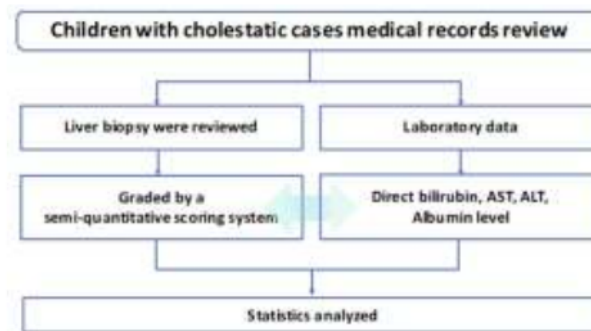 Children with cholestatic cases medical records review
Liver biopsy were reviewed
Laboratory data
Graded by a
semi-quantitative scoring system
Direct bilirubin, AST, ALT,
Albumin level
Statistics analyzed